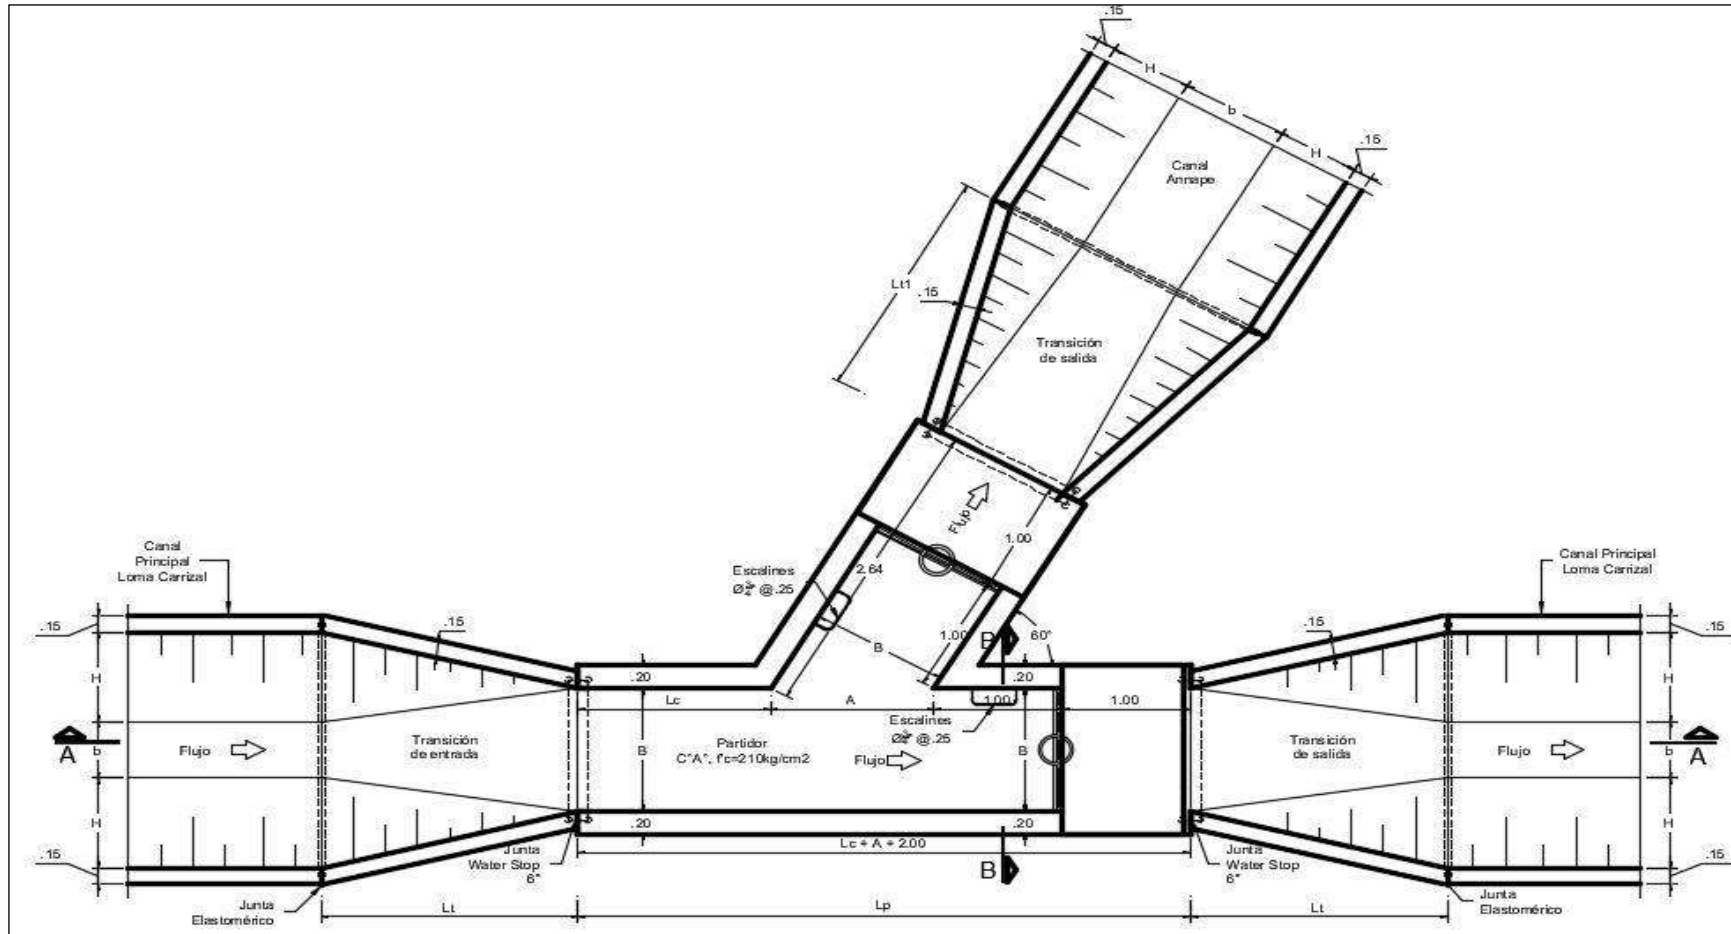 .15
H
b
.15
H
Canal
Annape
Lt1
.15
Transición
de salida
Flujo
1.00
2.64
Escalines
Ø¾" @.25
B
1.00
B
60°
Canal
Principal
Loma Carrizal
Canal Principal
Loma Carrizal
.15
.15
.15
.15
H
.20
.20
H
Lc
A
1.00
1.00
Escalines
Ø¾" @.25
A
b
Flujo
Transición
de entrada
B
Partidor
C°A°, f'c=210kg/cm2
Flujo
B
Transición
de salida
Flujo
b
A
H
.20
.20
H
Lc + A + 2.00
.15
Junta
Water Stop
6"
B
Junta
Water Stop
6"
.15
Junta
Elastomérico
Junta
Elastomérico
Lt
Lp
Lt